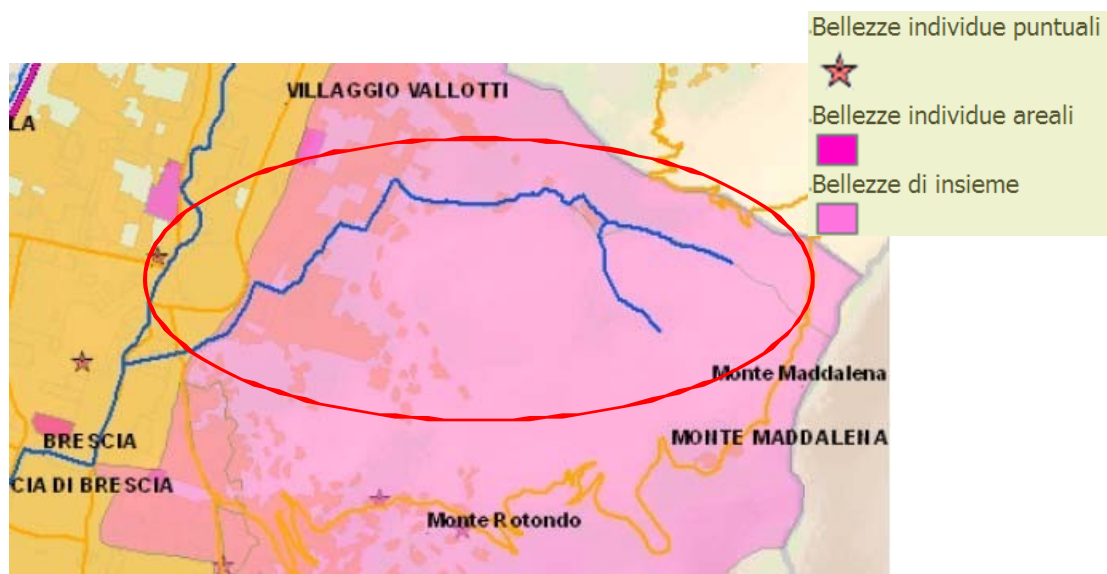 Bellezze individue puntuali
Bellezze individue areali
Bellezze di insieme
VILLAGGIO VALLOTTI
LA
Monte Maddalena
MONTE MADDALENA
BRESCIA
CIA DI BRESCIA
Monte Rotondo